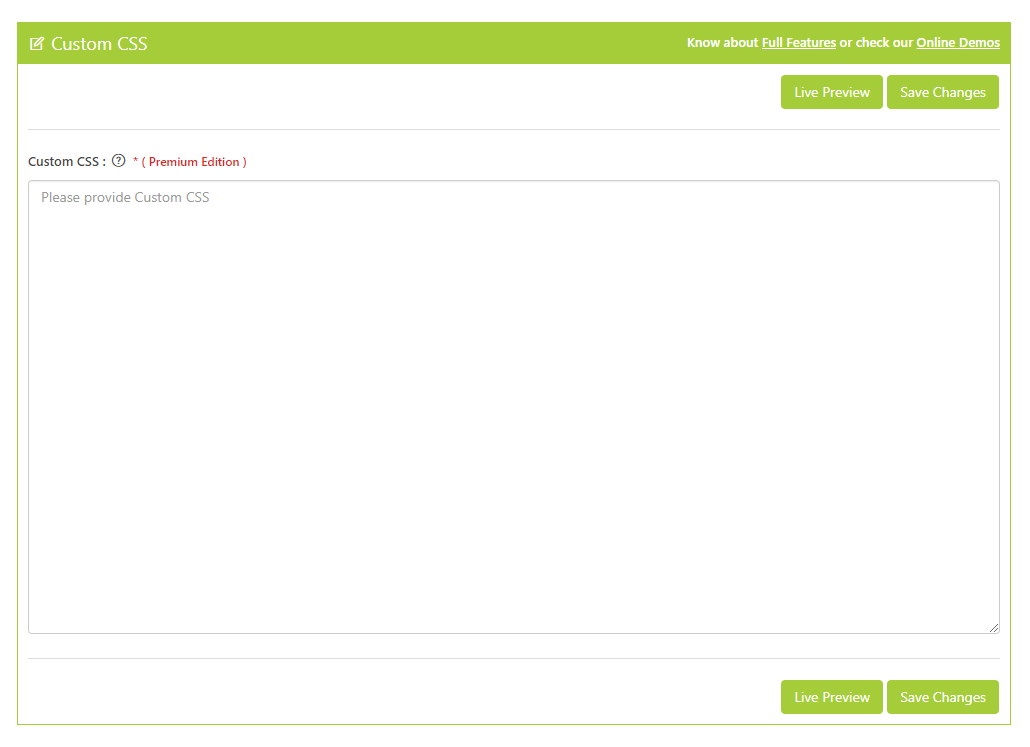 Custom CSS
Know about Full Features or check our Online Demos
Live Preview
Save Changes
Custom CSS : ? * ( Premium Edition )
Please provide Custom CSS
Live Preview
Save Changes